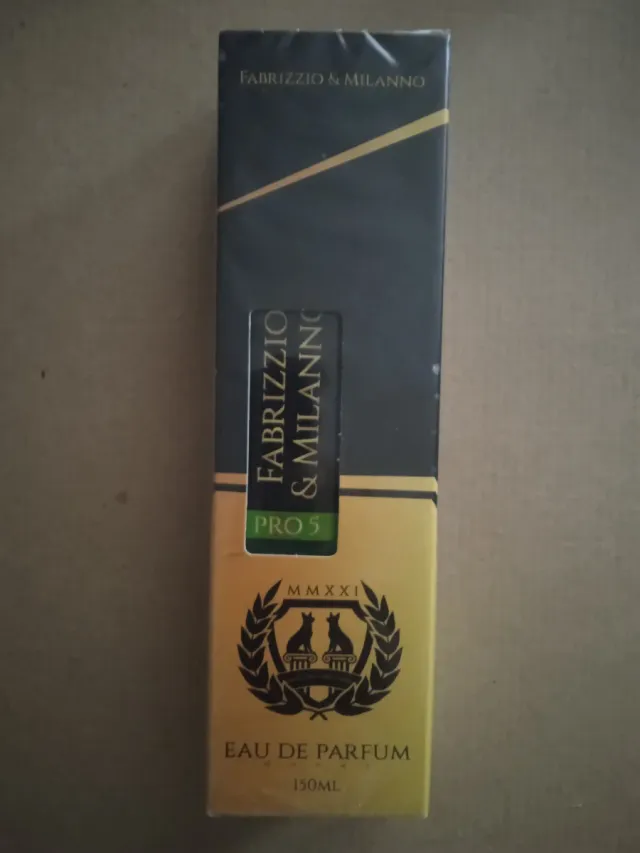 FABRIZZIO & MILANNO
FABRIZZIO
& MILANNO
PRO 5
MMXXI
EAU DE PARFUM
150ML